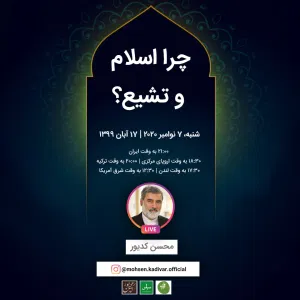 چرا اسلام
و تشیع؟
شنبه، ۷ نوامبر ۲۰۲۰ | ۱۷ آبان ۱۳۹۹
۲۱:۰۰ به وقت ایران
۱۸:۳۰ به وقت اروپای مرکزی | ۲۰:۰۰ به وقت ترکیه
۱۷:۳۰ به وقت لندن | ۱۲:۳۰ به وقت شرق آمریکا
LIVE
محسن کدیور
@mohsen.kadivar.official